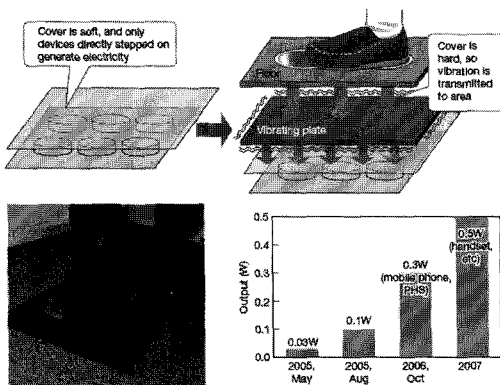 Cover is soft, and only
devices directly stepped on
generate electricity
Floor
Cover is
hard, so
vibration is
transmitted
to area
Vibrating plate
Output (W)
0.5
0.4
0.3
0.2
0.1
0.0
0.03W
0.1W
0.3W
(mobile phone,
PHS)
0.5W
(handset,
etc)
2005,
May
2005,
Aug
2006,
Oct
2007